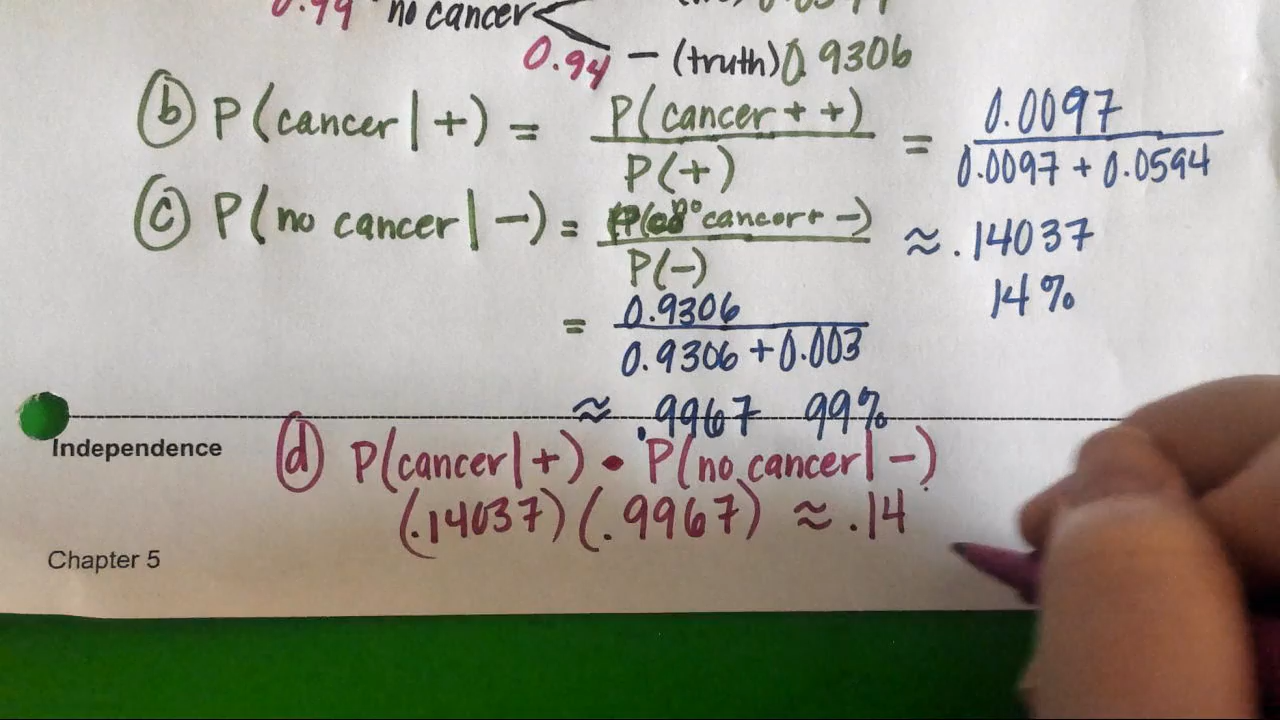 0.99 no cancer
0.94 – (truth) 0.9306
(b) P(cancer | +) = P(cancer + +) / P(+) = 0.0097 / 0.0097 + 0.0594
≈ .14037
14%
(c) P(no cancer | –) = no cancer + –) / P(–)
= 0.9306 / 0.9306 + 0.003
≈ .9967 99%
Independence
(d) P(cancer | +) • P(no cancer | –)
(.14037)(.9967) ≈ .14
Chapter 5